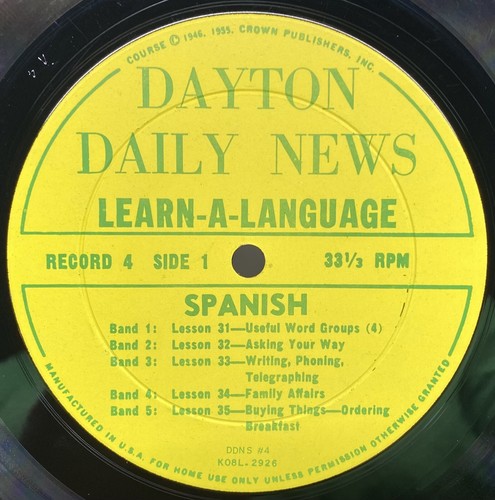 COURSE © 1946, 1955, CROWN PUBLISHERS, INC.
DAYTON
DAILY NEWS
LEARN-A-LANGUAGE
RECORD 4 SIDE 1 33⅓ RPM
SPANISH
Band 1: Lesson 31—Useful Word Groups (4)
Band 2: Lesson 32—Asking Your Way
Band 3: Lesson 33—Writing, Phoning,
Telegraphing
Band 4: Lesson 34—Family Affairs
Band 5: Lesson 35—Buying Things—Ordering
Breakfast
DDNS #4
K08L-2926
MANUFACTURED IN U.S.A. FOR HOME USE ONLY UNLESS PERMISSION OTHERWISE GRANTED